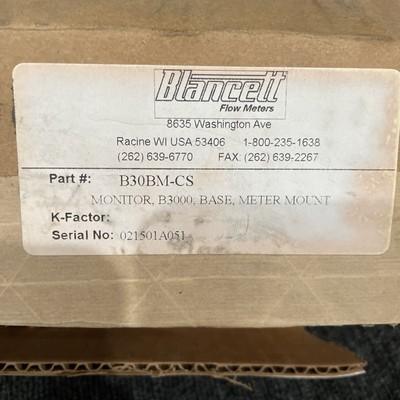 Blancett
Flow Meters
8635 Washington Ave
Racine WI USA 53406 1-800-235-1638
(262) 639-6770 FAX: (262) 639-2267
Part #: B30BM-CS
MONITOR, B3000, BASE, METER MOUNT
K-Factor:
Serial No: 021501A051